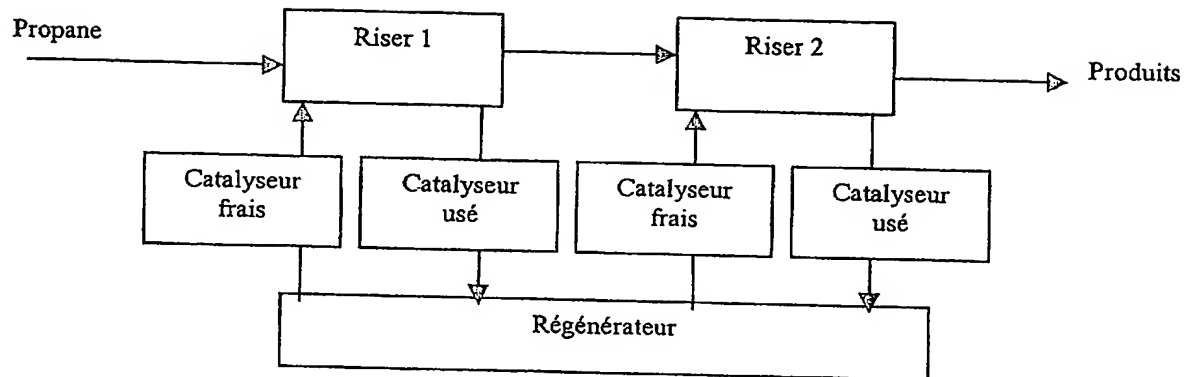 Propane
Riser 1
Riser 2
Produits
Catalyseur
frais
Catalyseur
usé
Catalyseur
frais
Catalyseur
usé
Régénérateur